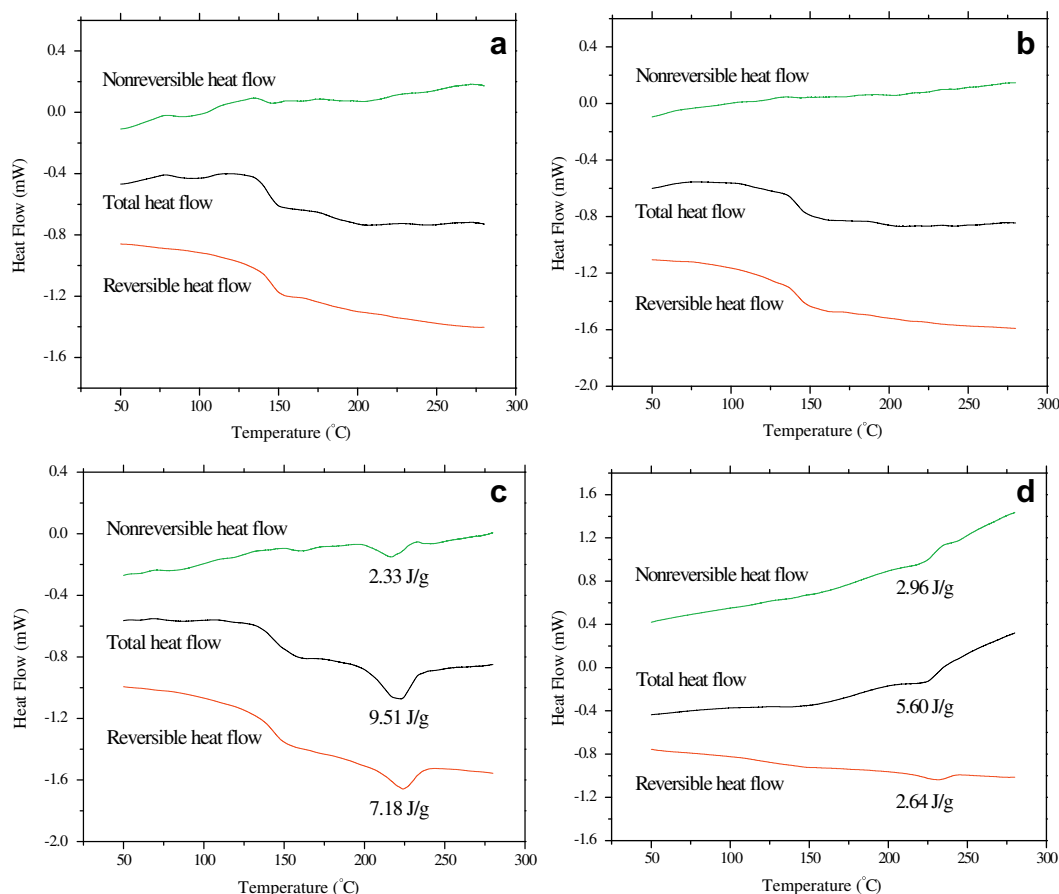 a
0.4
0.0
-0.4
-0.8
-1.2
-1.6
Heat Flow (mW)
Nonreversible heat flow
Total heat flow
Reversible heat flow
50
100
150
200
250
300
Temperature (°C)
b
0.4
0.0
-0.4
-0.8
-1.2
-1.6
-2.0
Heat Flow (mW)
Nonreversible heat flow
Total heat flow
Reversible heat flow
50
100
150
200
250
300
Temperature (°C)
c
0.4
0.0
-0.4
-0.8
-1.2
-1.6
-2.0
Heat Flow (mW)
Nonreversible heat flow
2.33 J/g
Total heat flow
9.51 J/g
Reversible heat flow
7.18 J/g
50
100
150
200
250
300
Temperature (°C)
d
1.6
1.2
0.8
0.4
0.0
-0.4
-0.8
-1.2
-1.6
Heat Flow (mW)
Nonreversible heat flow
2.96 J/g
Total heat flow
5.60 J/g
Reversible heat flow
2.64 J/g
50
100
150
200
250
300
Temperature (°C)